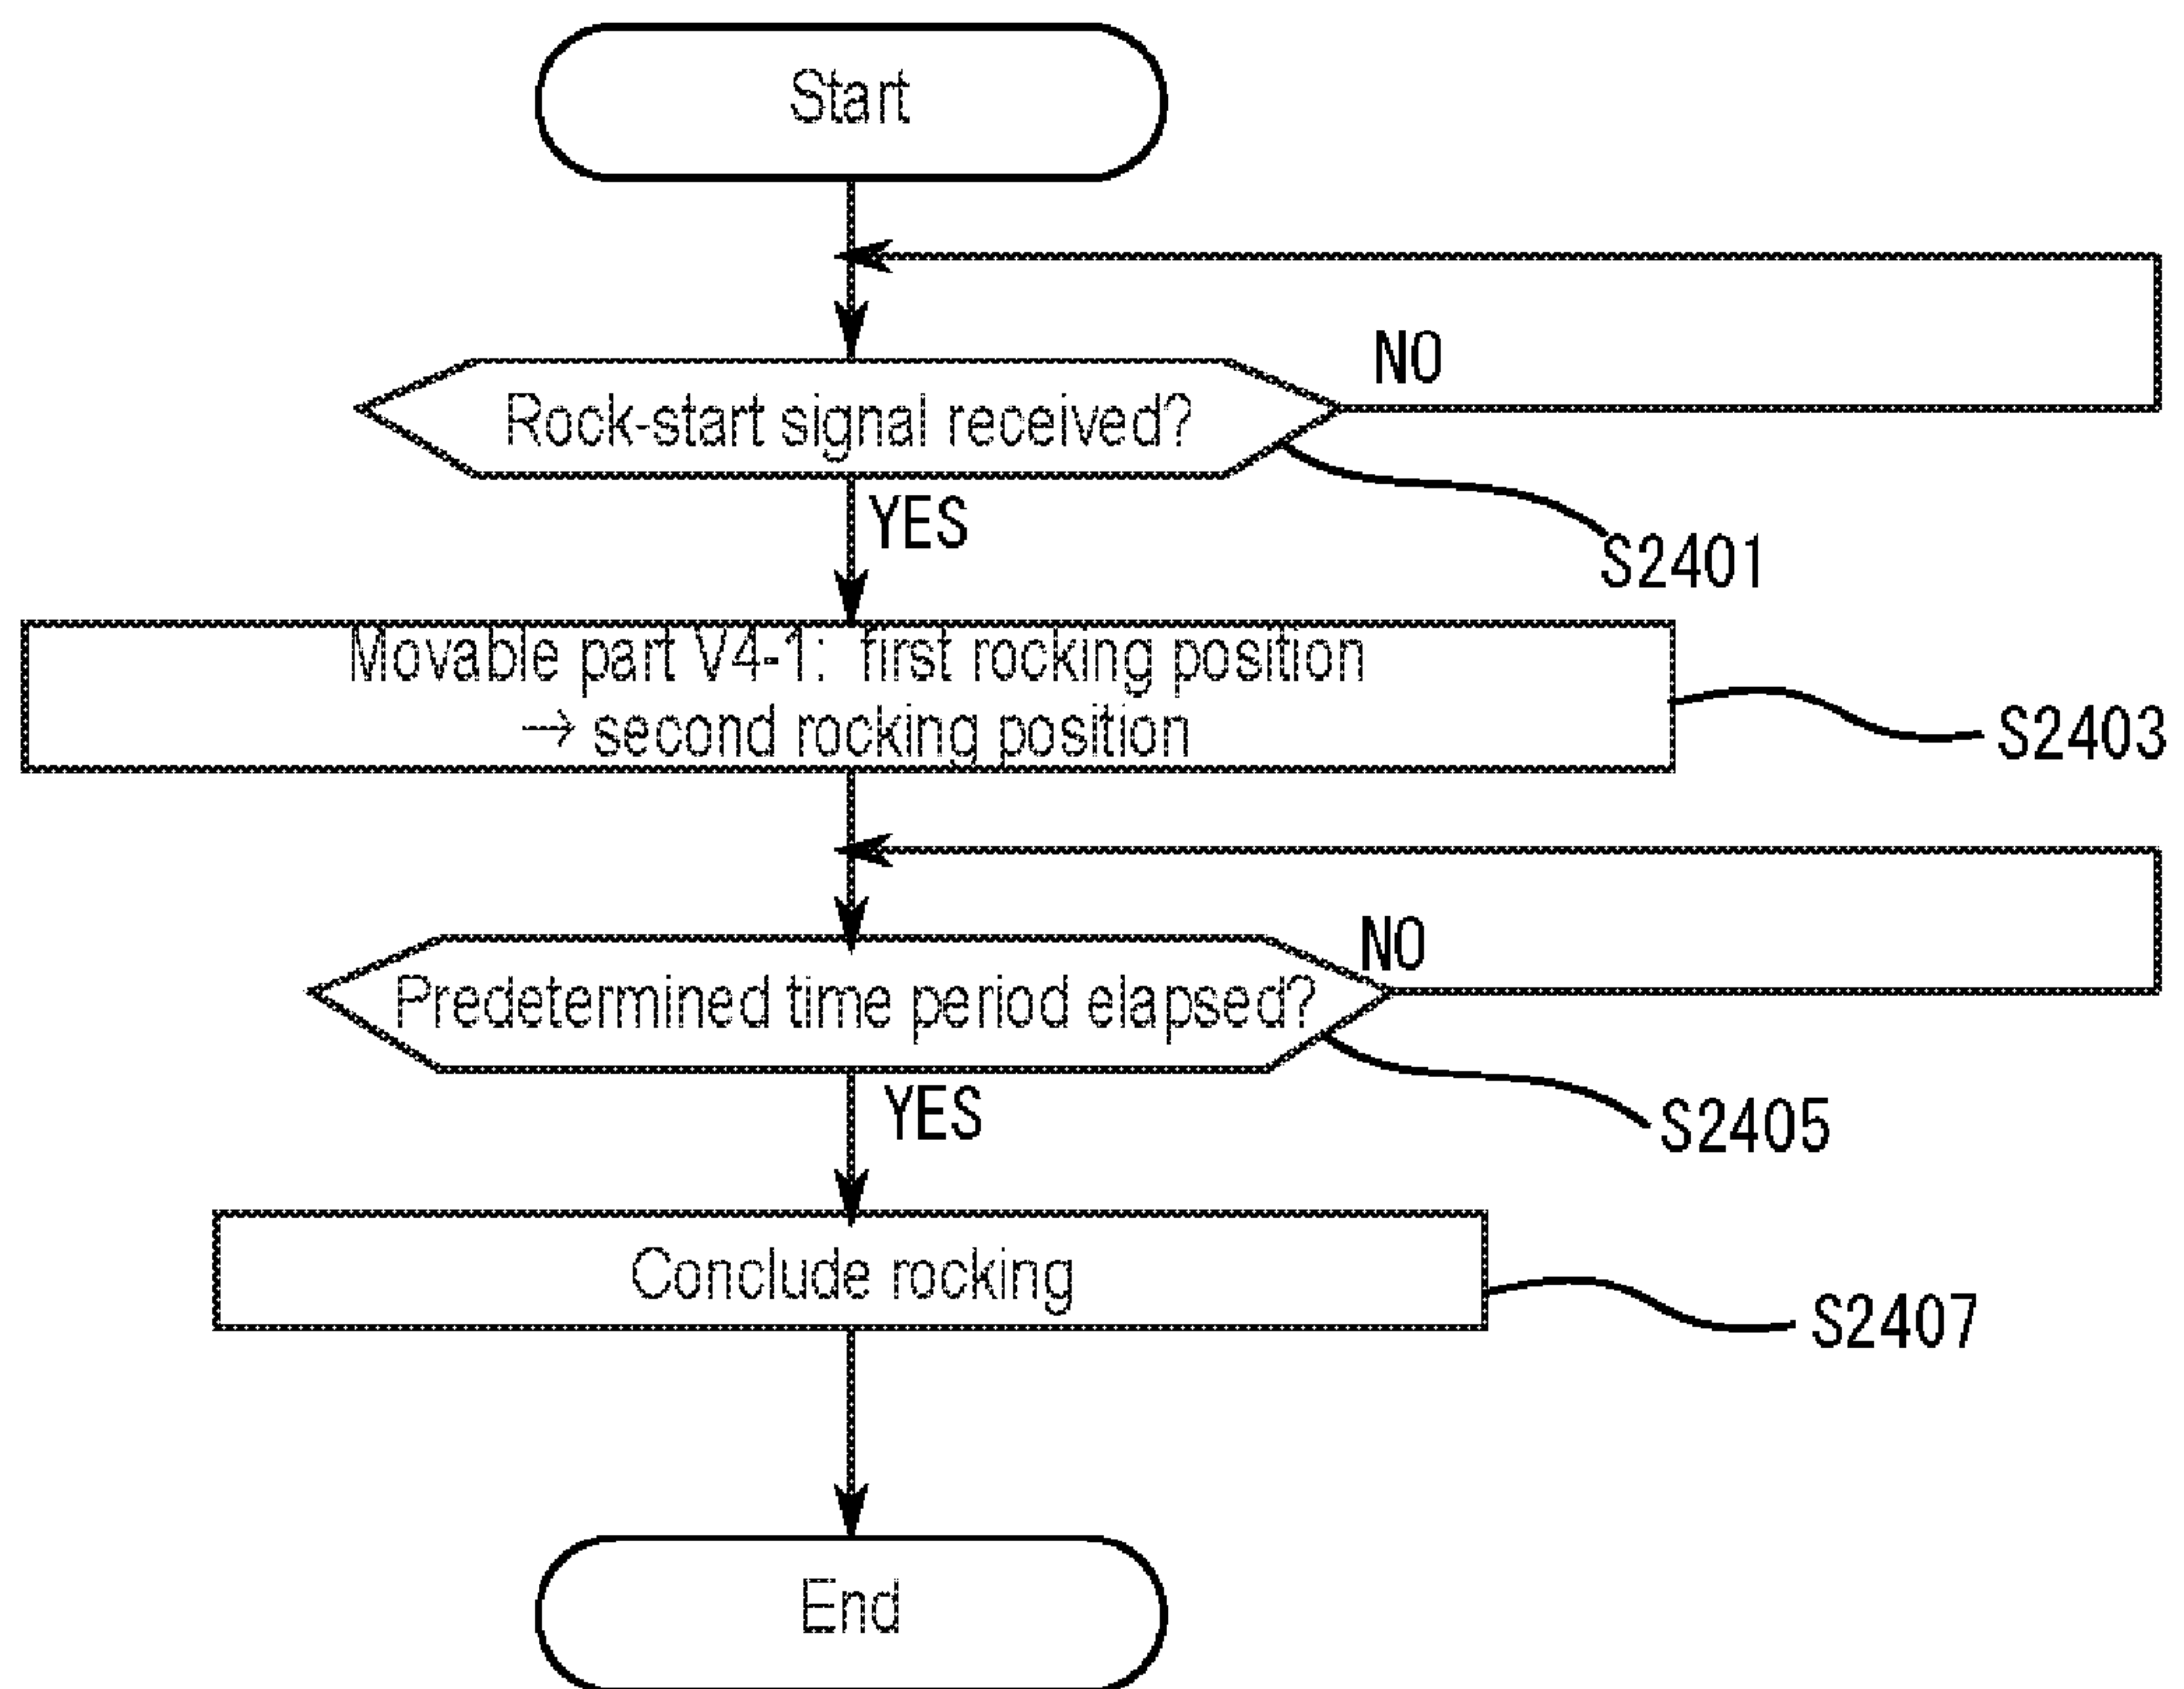 Start
NO
Rock-start signal received?
YES
S2401
Movable part V4-1: first rocking position
→ second rocking position
S2403
NO
Predetermined time period elapsed?
YES
S2405
Conclude rocking
S2407
End